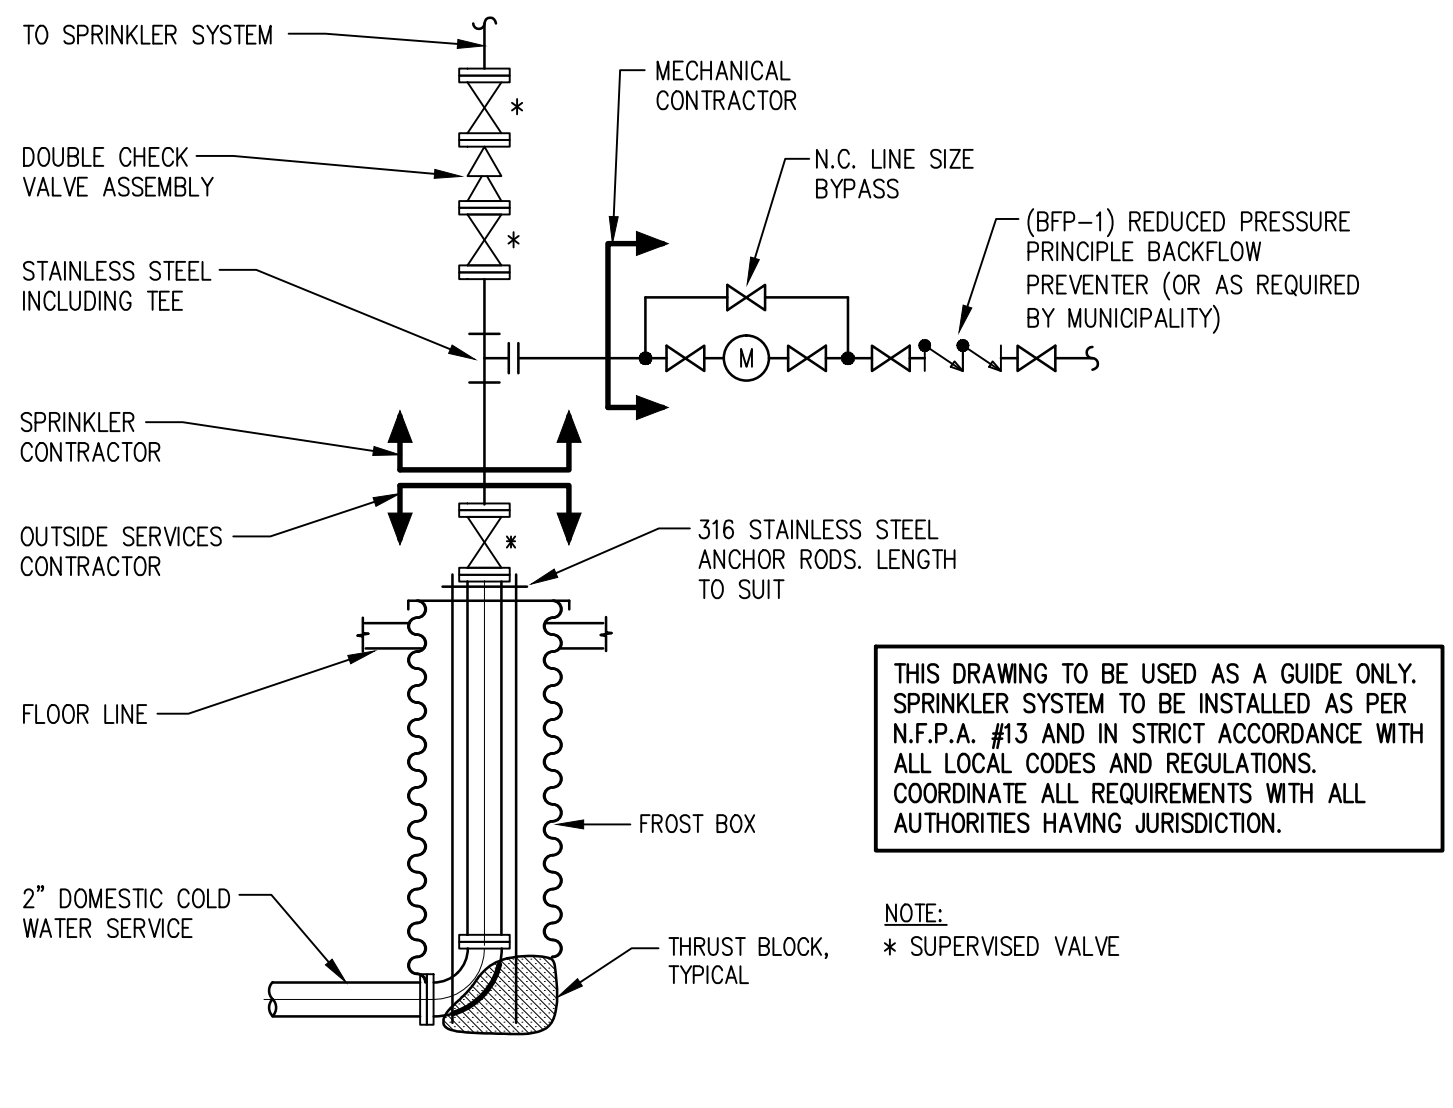 TO SPRINKLER SYSTEM
*
DOUBLE CHECK
VALVE ASSEMBLY
*
STAINLESS STEEL
INCLUDING TEE
MECHANICAL
CONTRACTOR
N.C. LINE SIZE
BYPASS
(BFP-1) REDUCED PRESSURE
PRINCIPLE BACKFLOW
PREVENTER (OR AS REQUIRED
BY MUNICIPALITY)
M
SPRINKLER
CONTRACTOR
OUTSIDE SERVICES
CONTRACTOR
*
316 STAINLESS STEEL
ANCHOR RODS. LENGTH
TO SUIT
FLOOR LINE
FROST BOX
2" DOMESTIC COLD
WATER SERVICE
THRUST BLOCK,
TYPICAL
THIS DRAWING TO BE USED AS A GUIDE ONLY.
SPRINKLER SYSTEM TO BE INSTALLED AS PER
N.F.P.A. #13 AND IN STRICT ACCORDANCE WITH
ALL LOCAL CODES AND REGULATIONS.
COORDINATE ALL REQUIREMENTS WITH ALL
AUTHORITIES HAVING JURISDICTION.
NOTE:
* SUPERVISED VALVE